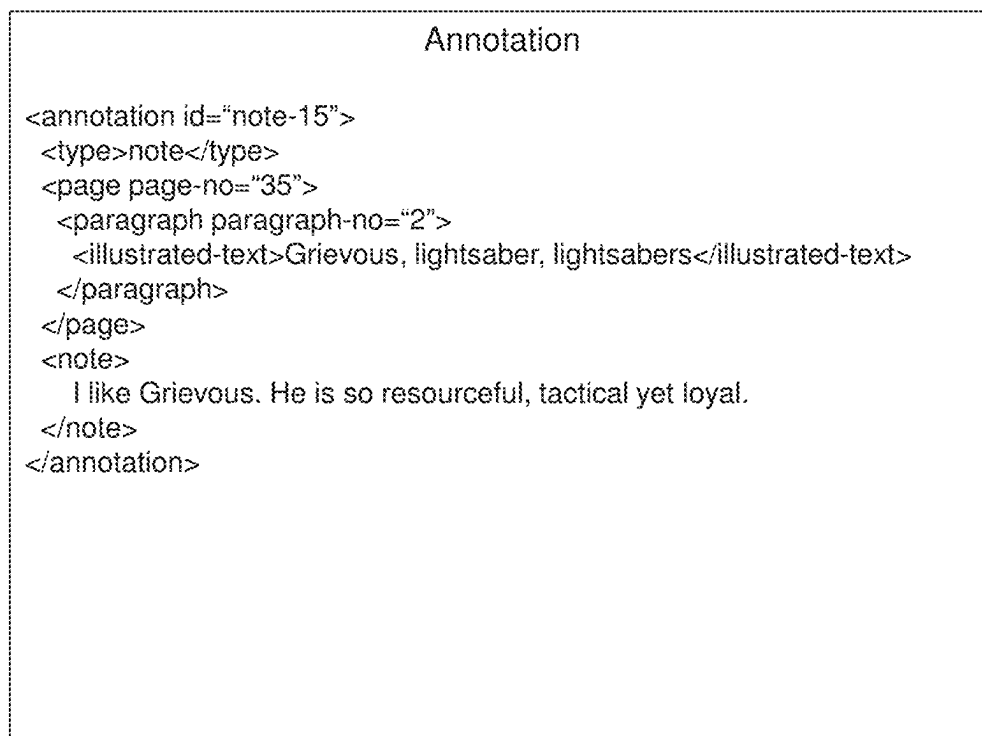 Annotation
<annotation id=“note-15”>
<type>note</type>
<page page-no=“35”>
<paragraph paragraph-no=“2”>
<illustrated-text>Grievous, lightsaber, lightsabers</illustrated-text>
</paragraph>
</page>
<note>
I like Grievous. He is so resourceful, tactical yet loyal.
</note>
</annotation>